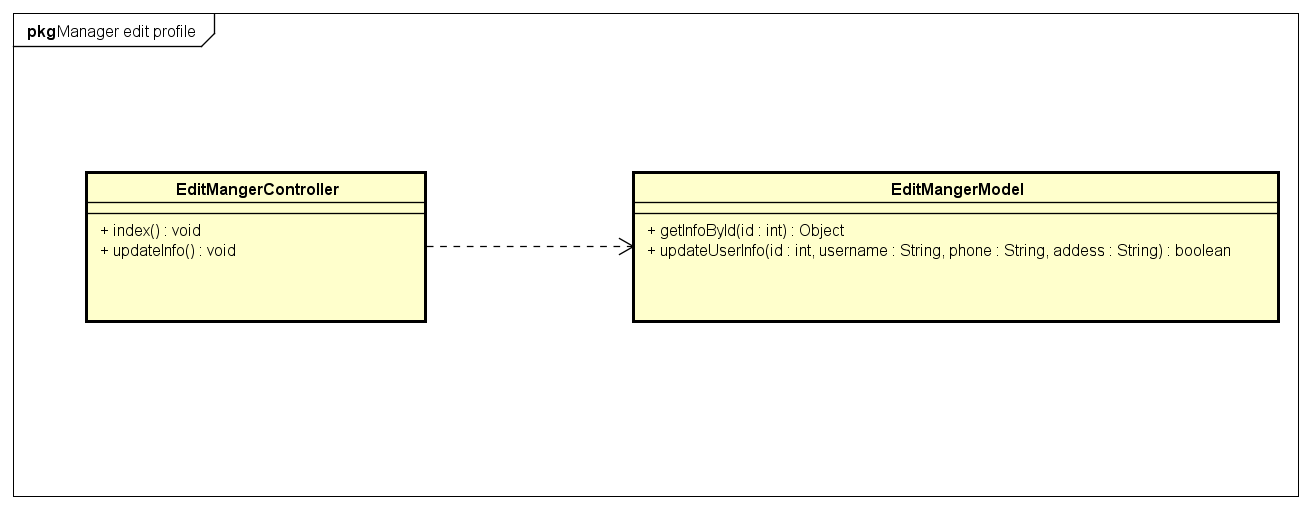 pkgManager edit profile
EditMangerController
+ index() : void
+ updateInfo() : void
EditMangerModel
+ getInfoById(id : int) : Object
+ updateUserInfo(id : int, username : String, phone : String, addess : String) : boolean